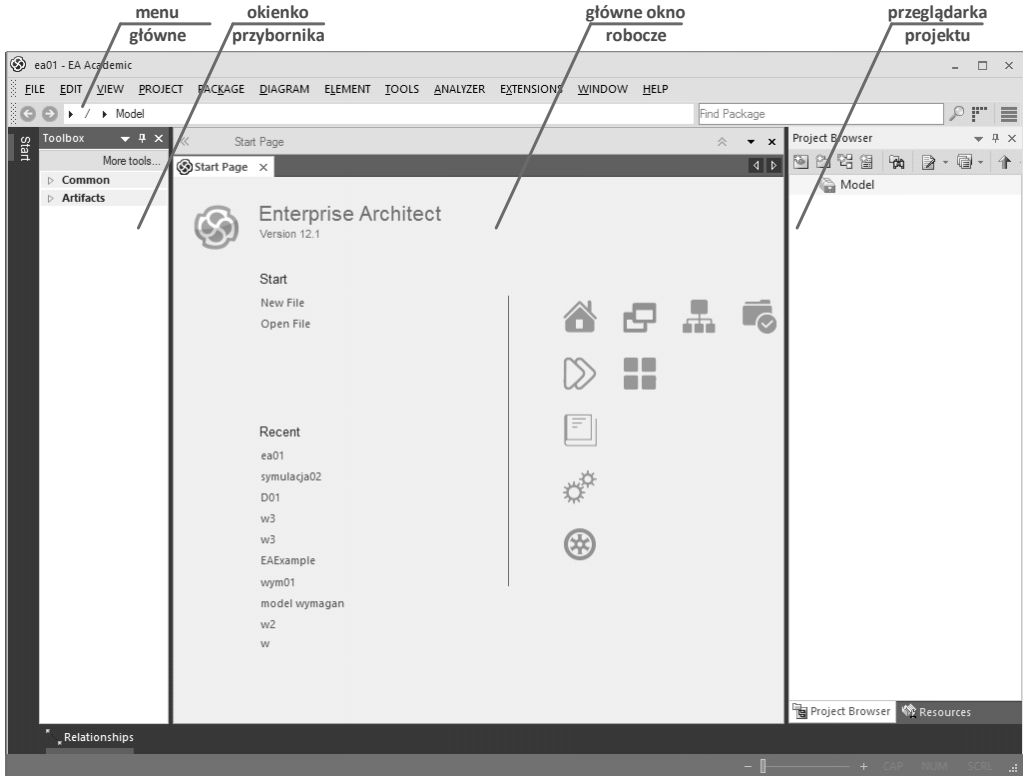 menu
główne
okienko
przybornika
główne okno
robocze
przeglądarka
projektu
ea01 - EA Academic
FILE EDIT VIEW PROJECT PACKAGE DIAGRAM ELEMENT TOOLS ANALYZER EXTENSIONS WINDOW HELP
/ Model
Find Package
Start
Toolbox
More tools...
Common
Artifacts
Start Page
Start Page
Enterprise Architect
Version 12.1
Start
New File
Open File
Recent
ea01
symulacja02
D01
w3
w3
EAExample
wym01
model wymagan
w2
w
Project Browser
Model
Project Browser
Resources
Relationships
CAP NUM SCRL